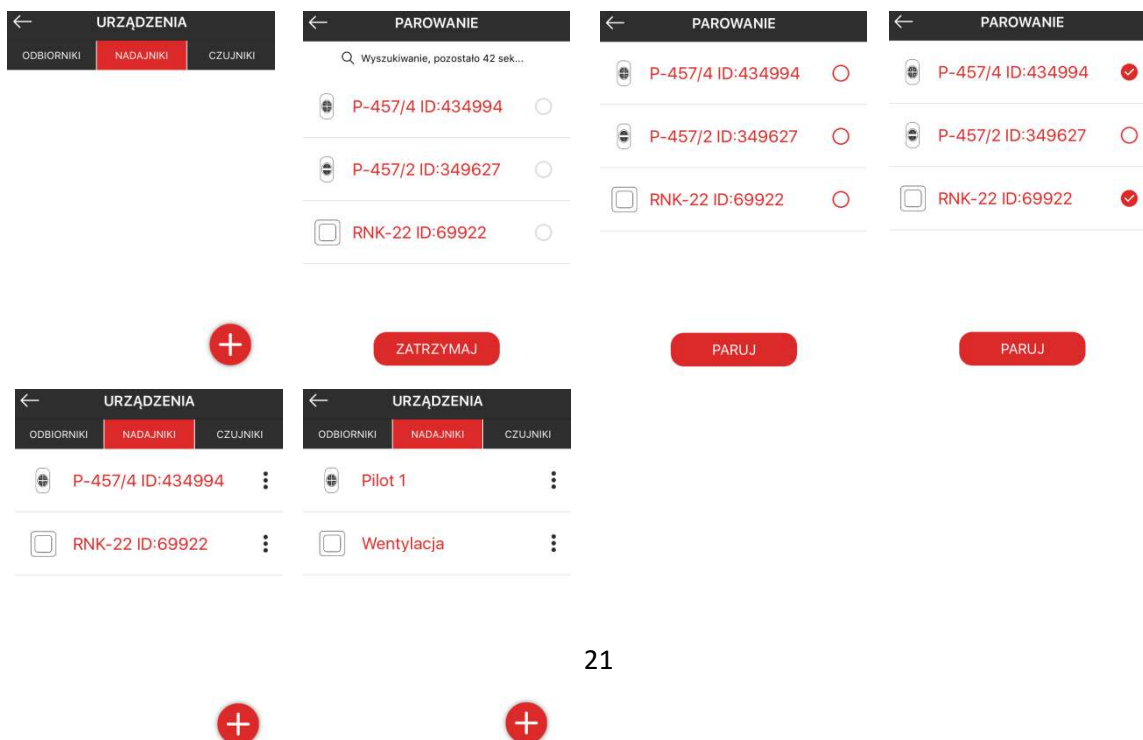 URZĄDZENIA
ODBIORNIKI NADAJNIKI CZUJNIKI
PAROWANIE
Wyszukiwanie, pozostało 42 sek...
P-457/4 ID:434994
P-457/2 ID:349627
RNK-22 ID:69922
ZATRZYMAJ
PAROWANIE
P-457/4 ID:434994
P-457/2 ID:349627
RNK-22 ID:69922
PARUJ
PAROWANIE
P-457/4 ID:434994
P-457/2 ID:349627
RNK-22 ID:69922
PARUJ
URZĄDZENIA
ODBIORNIKI NADAJNIKI CZUJNIKI
P-457/4 ID:434994
RNK-22 ID:69922
URZĄDZENIA
ODBIORNIKI NADAJNIKI CZUJNIKI
Pilot 1
Wentylacja
21